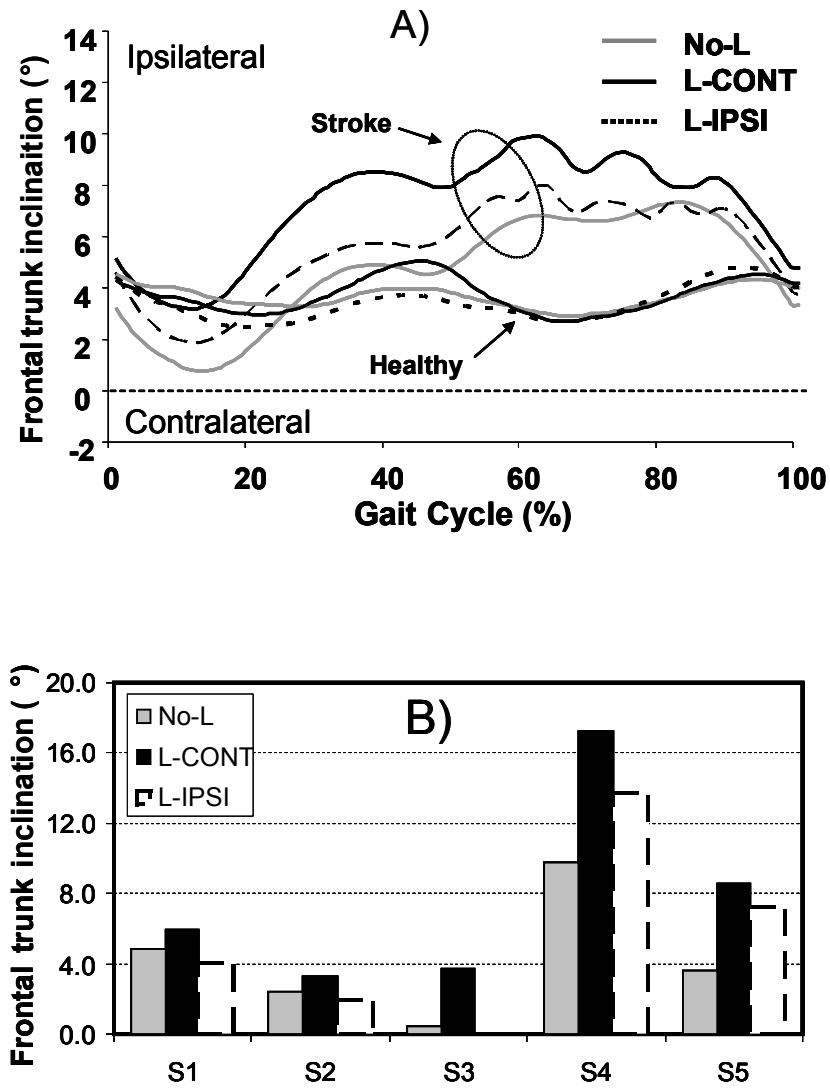 A)
14
12
10
8
6
4
2
0
-2
Frontal trunk inclinaition (°)
Ipsilateral
No-L
L-CONT
L-IPSI
Stroke
Healthy
Contralateral
0 20 40 60 80 100
Gait Cycle (%)
B)
20.0
16.0
12.0
8.0
4.0
0.0
Frontal trunk inclination ( °)
No-L
L-CONT
L-IPSI
S1 S2 S3 S4 S5